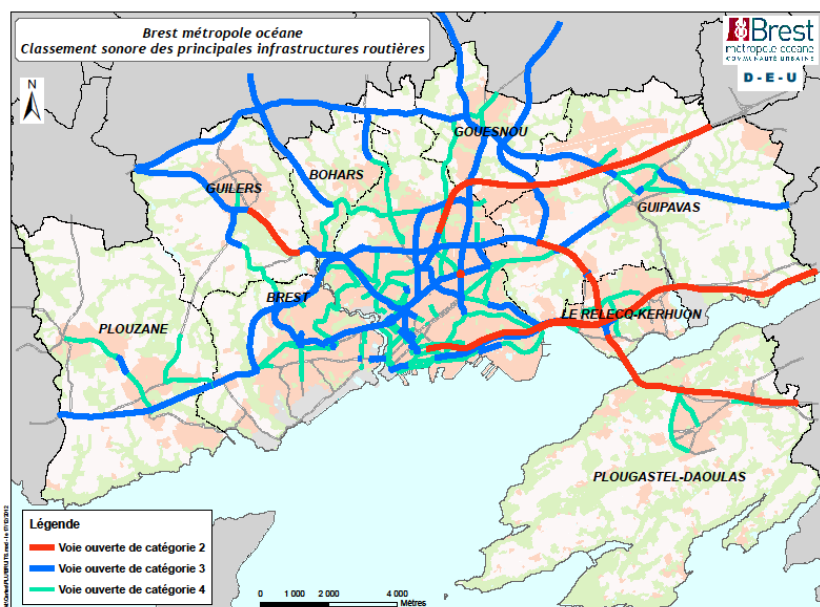 Brest métropole océane
Classement sonore des principales infrastructures routières
Brest
métropole océane
COMMUNAUTÉ URBAINE
D-E-U
N
GOUESNOU
BOHARS
GUILERS
GUIPAVAS
BREST
PLOUZANE
LE RELECQ-KERHUON
PLOUGASTEL-DAOULAS
Légende
Voie ouverte de catégorie 2
Voie ouverte de catégorie 3
Voie ouverte de catégorie 4
0 1 000 2 000 4 000
Mètres